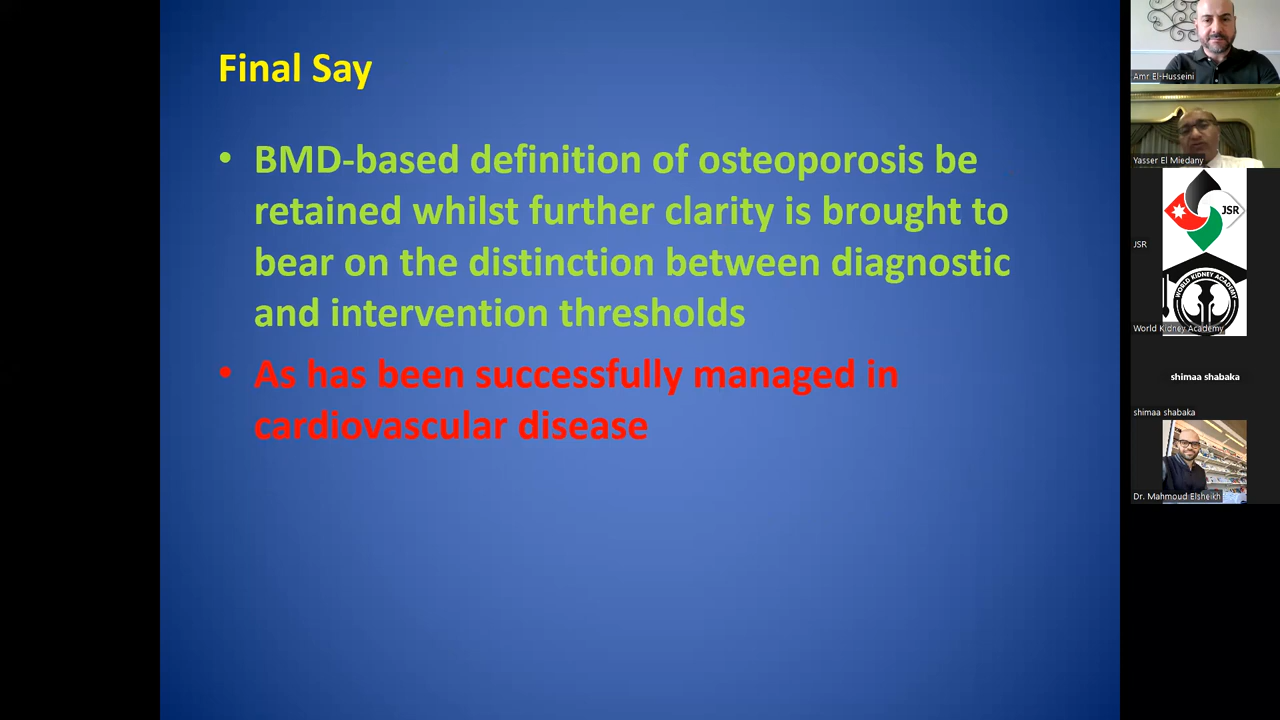 Final Say
• BMD-based definition of osteoporosis be
retained whilst further clarity is brought to
bear on the distinction between diagnostic
and intervention thresholds
• As has been successfully managed in
cardiovascular disease
Amr El-Husseini
Yasser El Miedany
JSR
JSR
WORLD KIDNEY ACADEMY
World Kidney Academy
shimaa shabaka
shimaa shabaka
Dr. Mahmoud Elsheikh